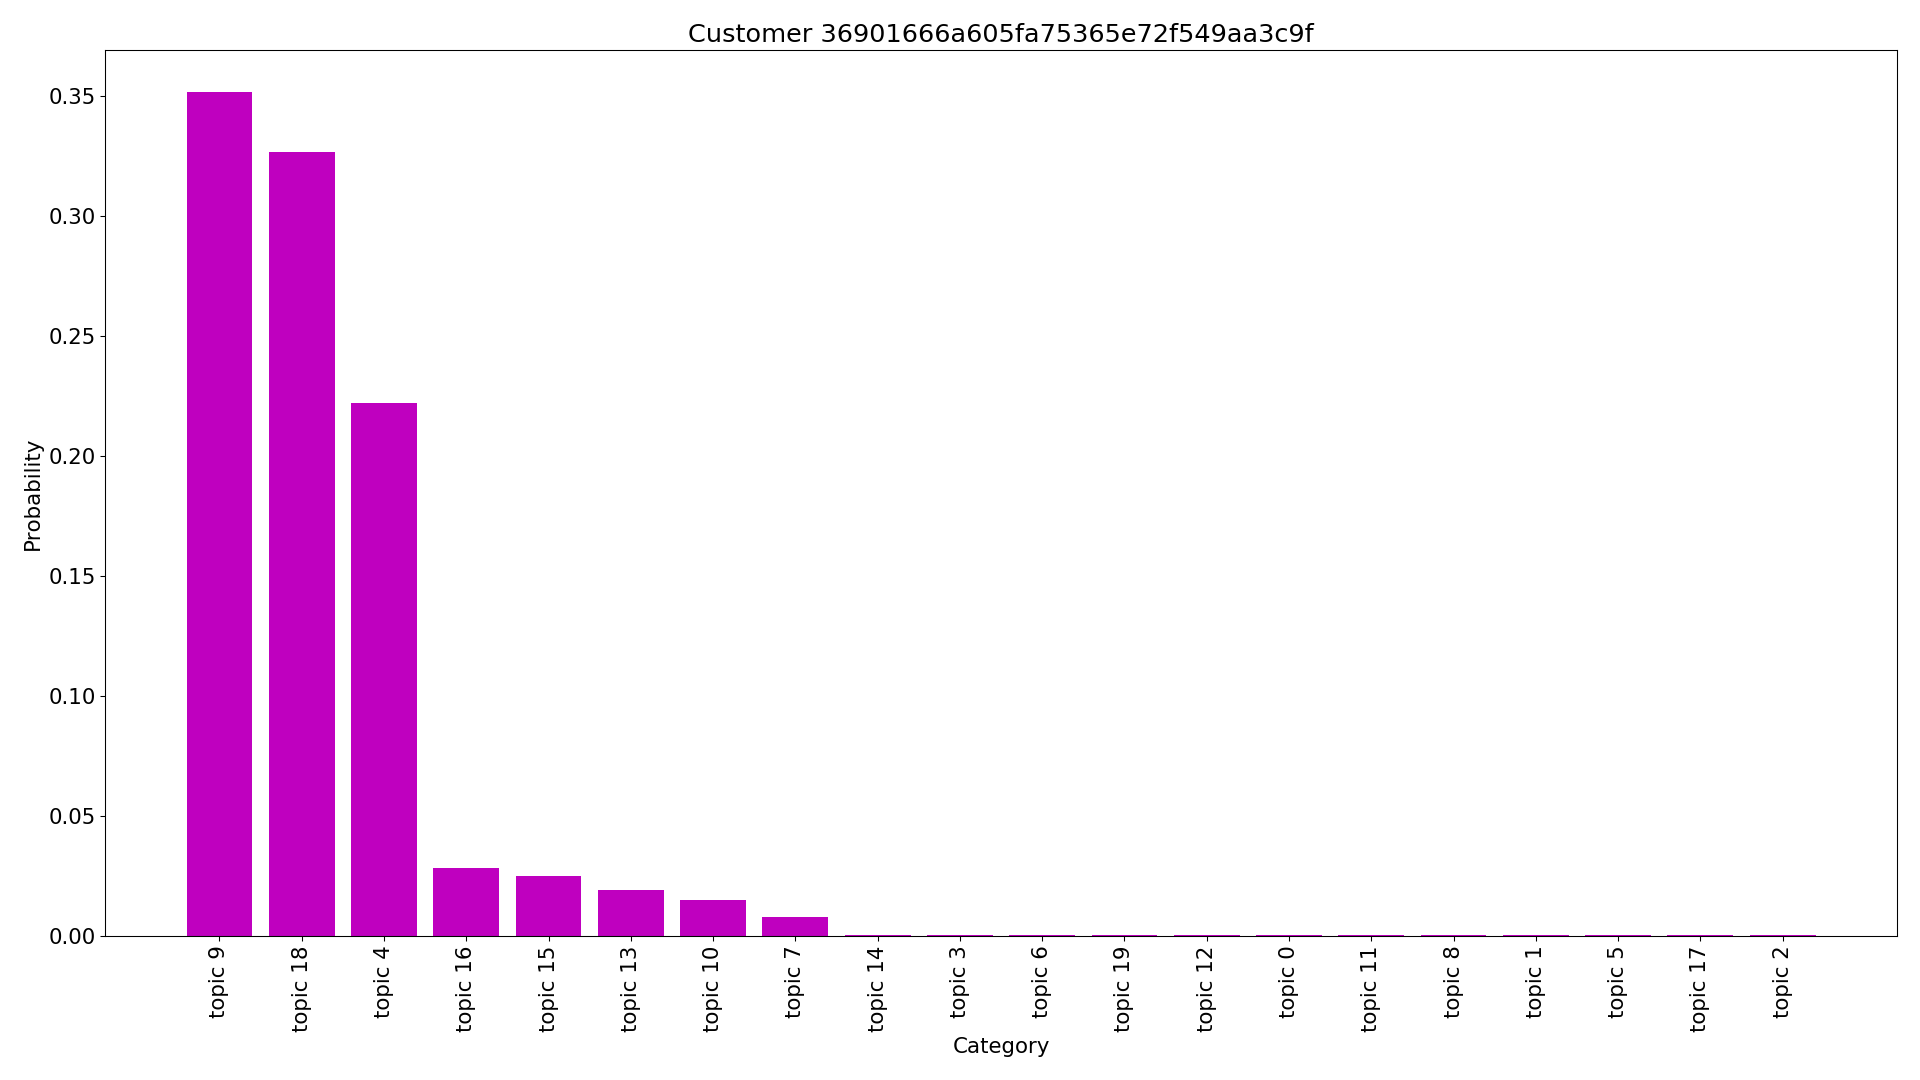 Customer 36901666a605fa75365e72f549aa3c9f
Probability
0.35
0.30
0.25
0.20
0.15
0.10
0.05
0.00
topic 9
topic 18
topic 4
topic 16
topic 15
topic 13
topic 10
topic 7
topic 14
topic 3
topic 6
topic 19
topic 12
topic 0
topic 11
topic 8
topic 1
topic 5
topic 17
topic 2
Category